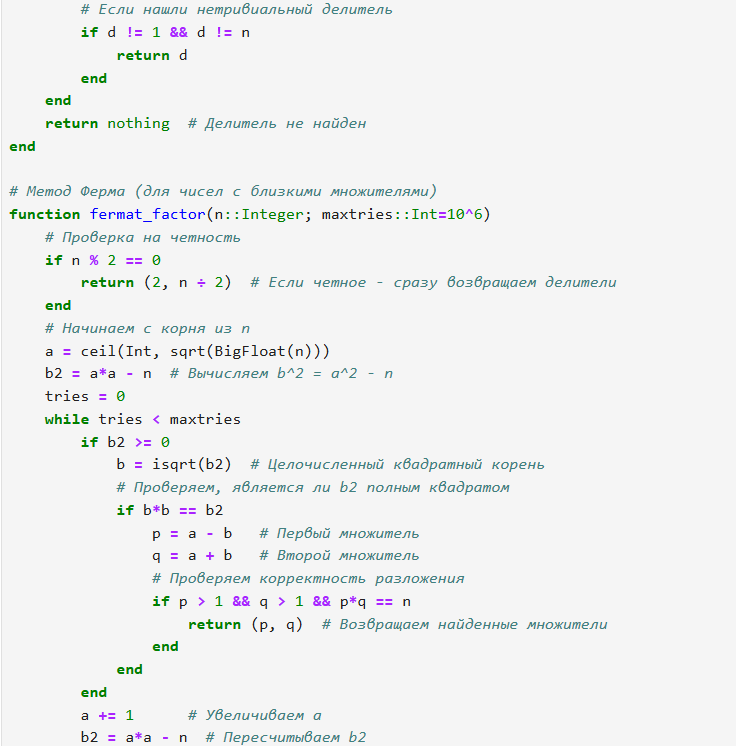 # Если нашли нетривиальный делитель
        if d != 1 && d != n
            return d
        end
    end
    return nothing  # Делитель не найден
end

# Метод Ферма (для чисел с близкими множителями)
function fermat_factor(n::Integer; maxtries::Int=10^6)
    # Проверка на четность
    if n % 2 == 0
        return (2, n ÷ 2)  # Если четное - сразу возвращаем делители
    end
    # Начинаем с корня из n
    a = ceil(Int, sqrt(BigFloat(n)))
    b2 = a*a - n  # Вычисляем b^2 = a^2 - n
    tries = 0
    while tries < maxtries
        if b2 >= 0
            b = isqrt(b2)  # Целочисленный квадратный корень
            # Проверяем, является ли b2 полным квадратом
            if b*b == b2
                p = a - b   # Первый множитель
                q = a + b   # Второй множитель
                # Проверяем корректность разложения
                if p > 1 && q > 1 && p*q == n
                    return (p, q)  # Возвращаем найденные множители
                end
            end
        end
        a += 1      # Увеличиваем a
        b2 = a*a - n  # Пересчитываем b2